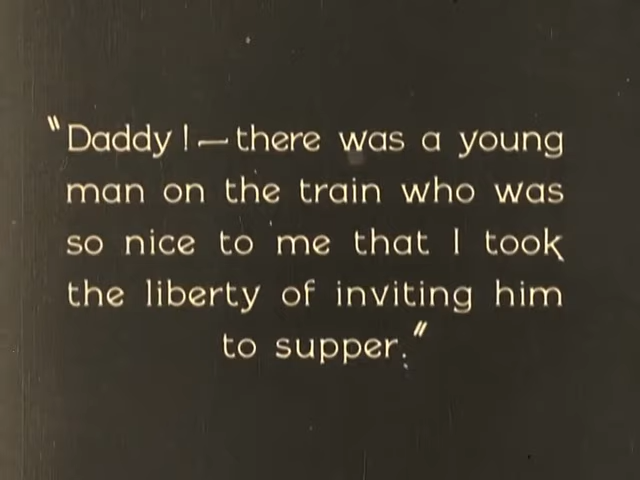 "Daddy! — there was a young
man on the train who was
so nice to me that I took
the liberty of inviting him
to supper."